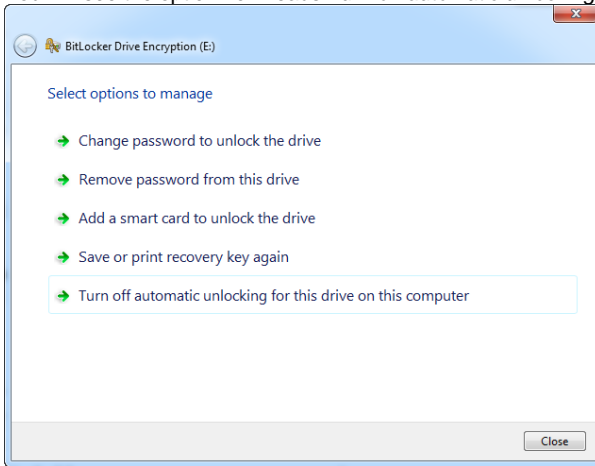 BitLocker Drive Encryption (E:)
Select options to manage
Change password to unlock the drive
Remove password from this drive
Add a smart card to unlock the drive
Save or print recovery key again
Turn off automatic unlocking for this drive on this computer
Close